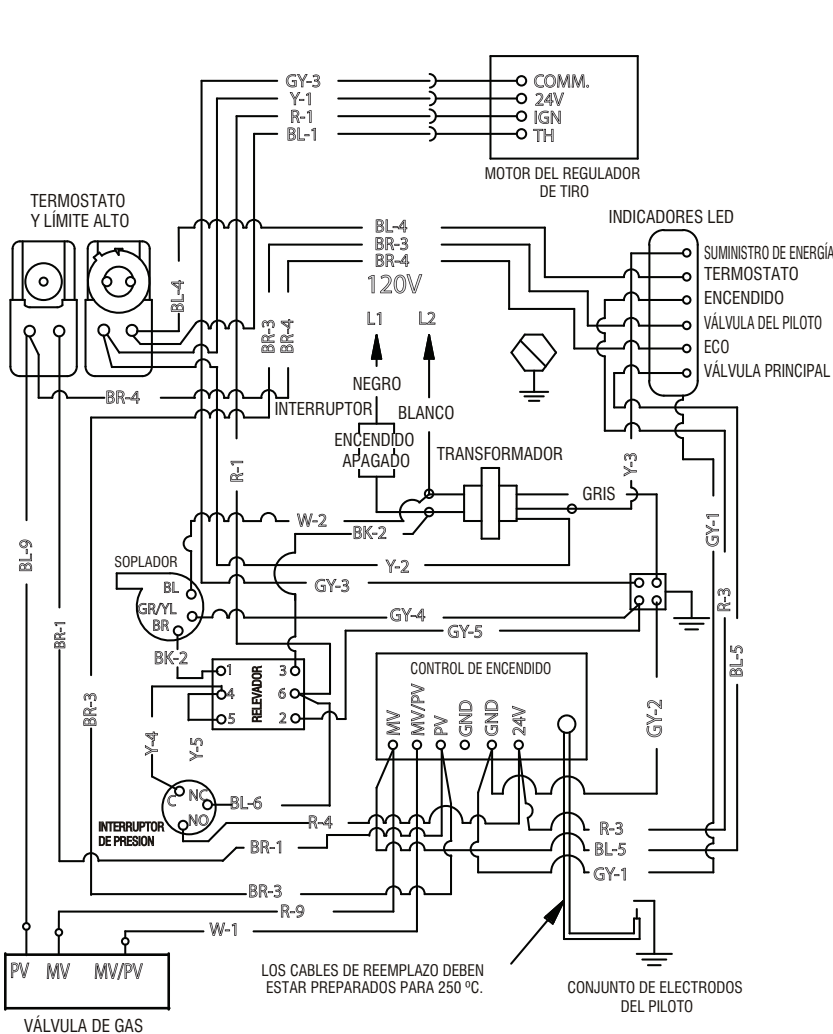 GY-3
Y-1
R-1
BL-1
COMM.
24V
IGN
TH
MOTOR DEL REGULADOR
DE TIRO
TERMOSTATO
Y LÍMITE ALTO
BL-4
BR-3
BR-4
120V
L1
L2
INDICADORES LED
SUMINISTRO DE ENERGÍA
TERMOSTATO
ENCENDIDO
VÁLVULA DEL PILOTO
ECO
VÁLVULA PRINCIPAL
BL-4
BR-3
BR-4
BR-4
NEGRO
INTERRUPTOR
BLANCO
ENCENDIDO
APAGADO
TRANSFORMADOR
R-1
Y-3
GRIS
W-2
BK-2
Y-2
GY-3
GY-1
R-3
BL-5
BL-9
BR-1
BR-3
SOPLADOR
BL
GR/YL
BR
GY-4
GY-5
BK-2
1
4
5
RELEVADOR
3
6
2
CONTROL DE ENCENDIDO
MV
MV/PV
PV
GND
GND
24V
GY-2
Y-4
Y-5
C
NC
NO
BL-6
INTERRUPTOR
DE PRESION
R-4
BR-1
R-3
BL-5
GY-1
BR-3
R-9
W-1
PV
MV
MV/PV
VÁLVULA DE GAS
LOS CABLES DE REEMPLAZO DEBEN
ESTAR PREPARADOS PARA 250 ºC.
CONJUNTO DE ELECTRODOS
DEL PILOTO